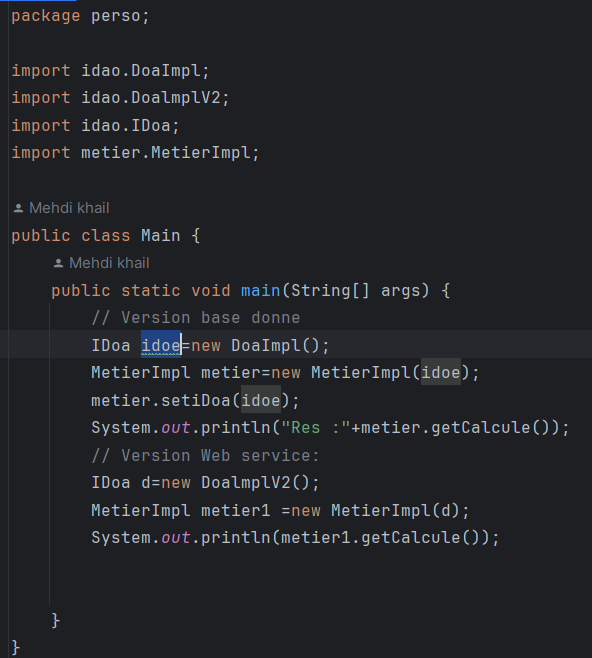 package perso;
import idao.DoaImpl;
import idao.DoalmplV2;
import idao.IDoa;
import metier.MetierImpl;
Mehdi khail
public class Main {
Mehdi khail
public static void main(String[] args) {
// Version base donne
IDoa idoe=new DoaImpl();
MetierImpl metier=new MetierImpl(idoe);
metier.setiDoa(idoe);
System.out.println("Res :"+metier.getCalcule());
// Version Web service:
IDoa d=new DoalmplV2();
MetierImpl metier1 =new MetierImpl(d);
System.out.println(metier1.getCalcule());
}
}